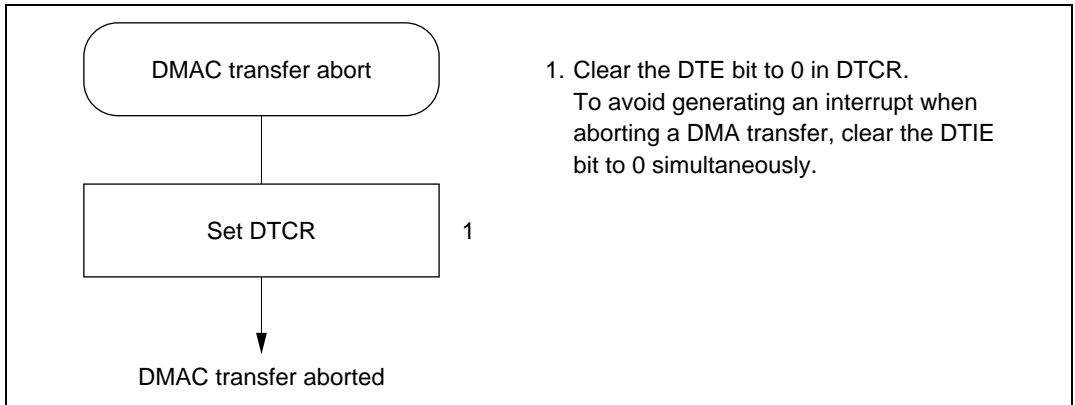 DMAC transfer abort
1. Clear the DTE bit to 0 in DTCR.
To avoid generating an interrupt when
aborting a DMA transfer, clear the DTIE
bit to 0 simultaneously.
Set DTCR
1
DMAC transfer aborted